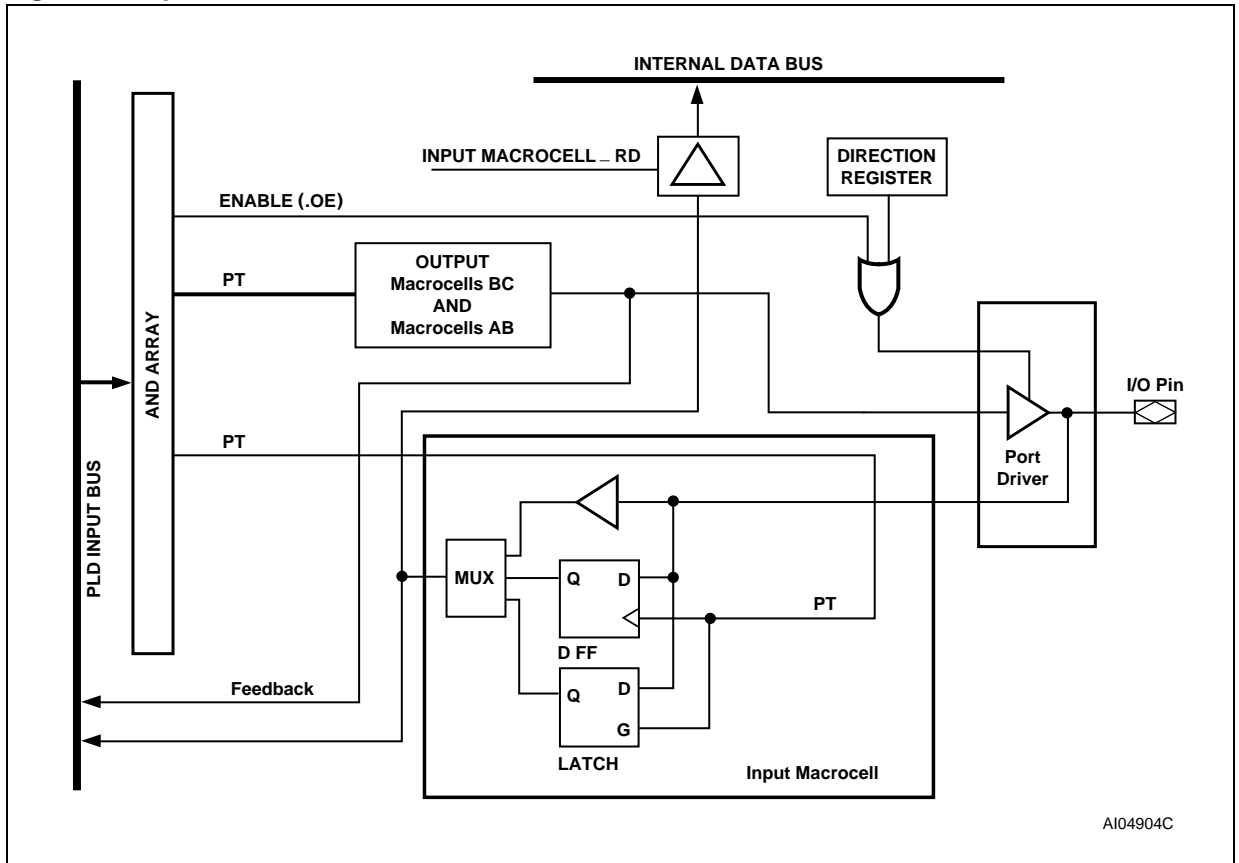 INTERNAL DATA BUS
INPUT MACROCELL _ RD
DIRECTION
REGISTER
ENABLE (.OE)
PT
OUTPUT
Macrocells BC
AND
Macrocells AB
AND ARRAY
PLD INPUT BUS
I/O Pin
Port
Driver
PT
MUX
Q D
PT
D FF
Q D
G
LATCH
Feedback
Input Macrocell
AI04904C